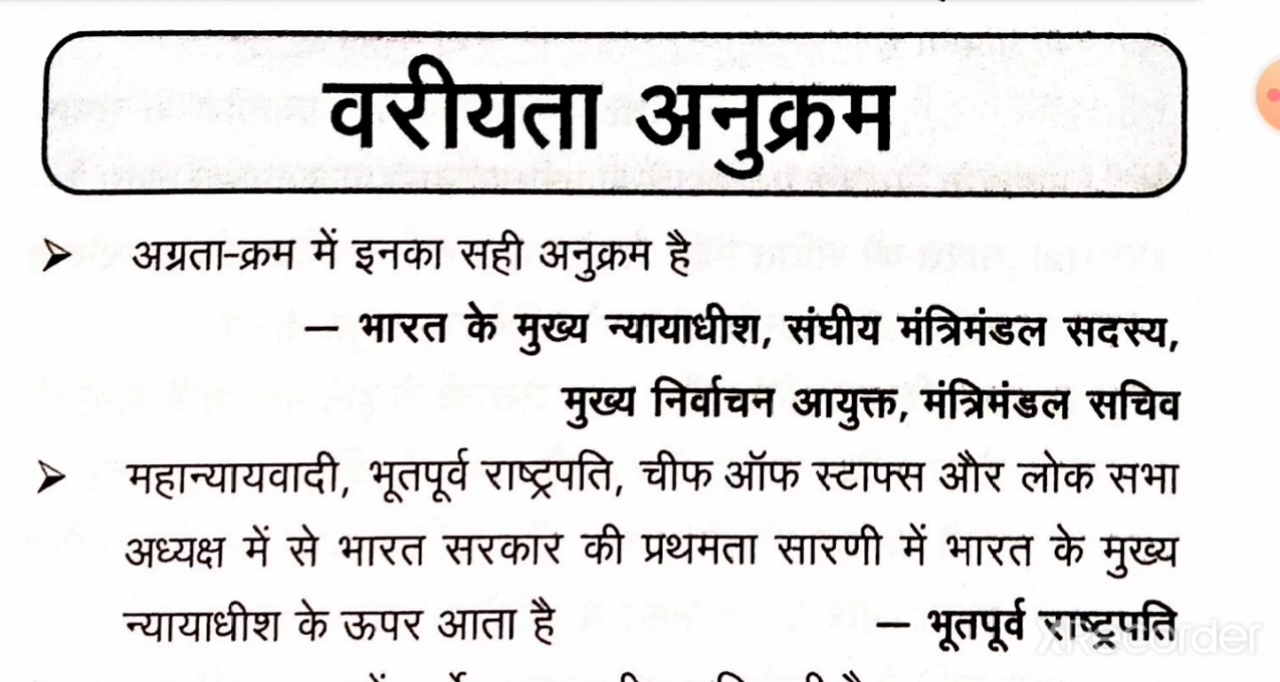 वरीयता अनुक्रम
➢ अग्रता-क्रम में इनका सही अनुक्रम है
— भारत के मुख्य न्यायाधीश, संघीय मंत्रिमंडल सदस्य,
मुख्य निर्वाचन आयुक्त, मंत्रिमंडल सचिव
➢ महान्यायवादी, भूतपूर्व राष्ट्रपति, चीफ ऑफ स्टाफ्स और लोक सभा
अध्यक्ष में से भारत सरकार की प्रथमता सारणी में भारत के मुख्य
न्यायाधीश के ऊपर आता है — भूतपूर्व राष्ट्रपति
XRecorder